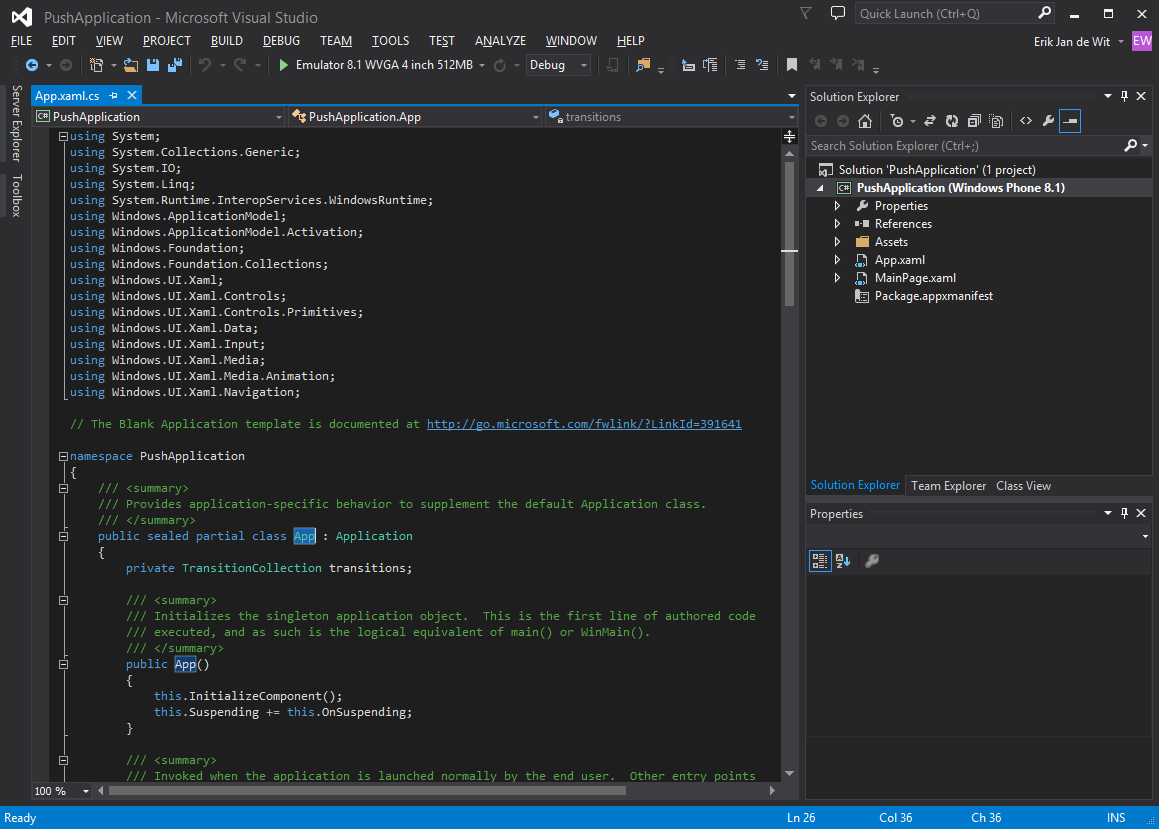 PushApplication - Microsoft Visual Studio
Quick Launch (Ctrl+Q)
FILE EDIT VIEW PROJECT BUILD DEBUG TEAM TOOLS TEST ANALYZE WINDOW HELP
Erik Jan de Wit EW
Emulator 8.1 WVGA 4 inch 512MB Debug
Server Explorer
Toolbox
App.xaml.cs
PushApplication PushApplication.App transitions
using System;
using System.Collections.Generic;
using System.IO;
using System.Linq;
using System.Runtime.InteropServices.WindowsRuntime;
using Windows.ApplicationModel;
using Windows.ApplicationModel.Activation;
using Windows.Foundation;
using Windows.Foundation.Collections;
using Windows.UI.Xaml;
using Windows.UI.Xaml.Controls;
using Windows.UI.Xaml.Controls.Primitives;
using Windows.UI.Xaml.Data;
using Windows.UI.Xaml.Input;
using Windows.UI.Xaml.Media;
using Windows.UI.Xaml.Media.Animation;
using Windows.UI.Xaml.Navigation;
// The Blank Application template is documented at http://go.microsoft.com/fwlink/?LinkId=391641
namespace PushApplication
{
/// <summary>
/// Provides application-specific behavior to supplement the default Application class.
/// </summary>
public sealed partial class App : Application
{
private TransitionCollection transitions;
/// <summary>
/// Initializes the singleton application object.  This is the first line of authored code
/// executed, and as such is the logical equivalent of main() or WinMain().
/// </summary>
public App()
{
this.InitializeComponent();
this.Suspending += this.OnSuspending;
}
/// <summary>
/// Invoked when the application is launched normally by the end user.  Other entry points
100 %
Solution Explorer
Search Solution Explorer (Ctrl+;)
Solution 'PushApplication' (1 project)
C# PushApplication (Windows Phone 8.1)
Properties
References
Assets
App.xaml
MainPage.xaml
Package.appxmanifest
Solution Explorer Team Explorer Class View
Properties
Ready Ln 26 Col 36 Ch 36 INS